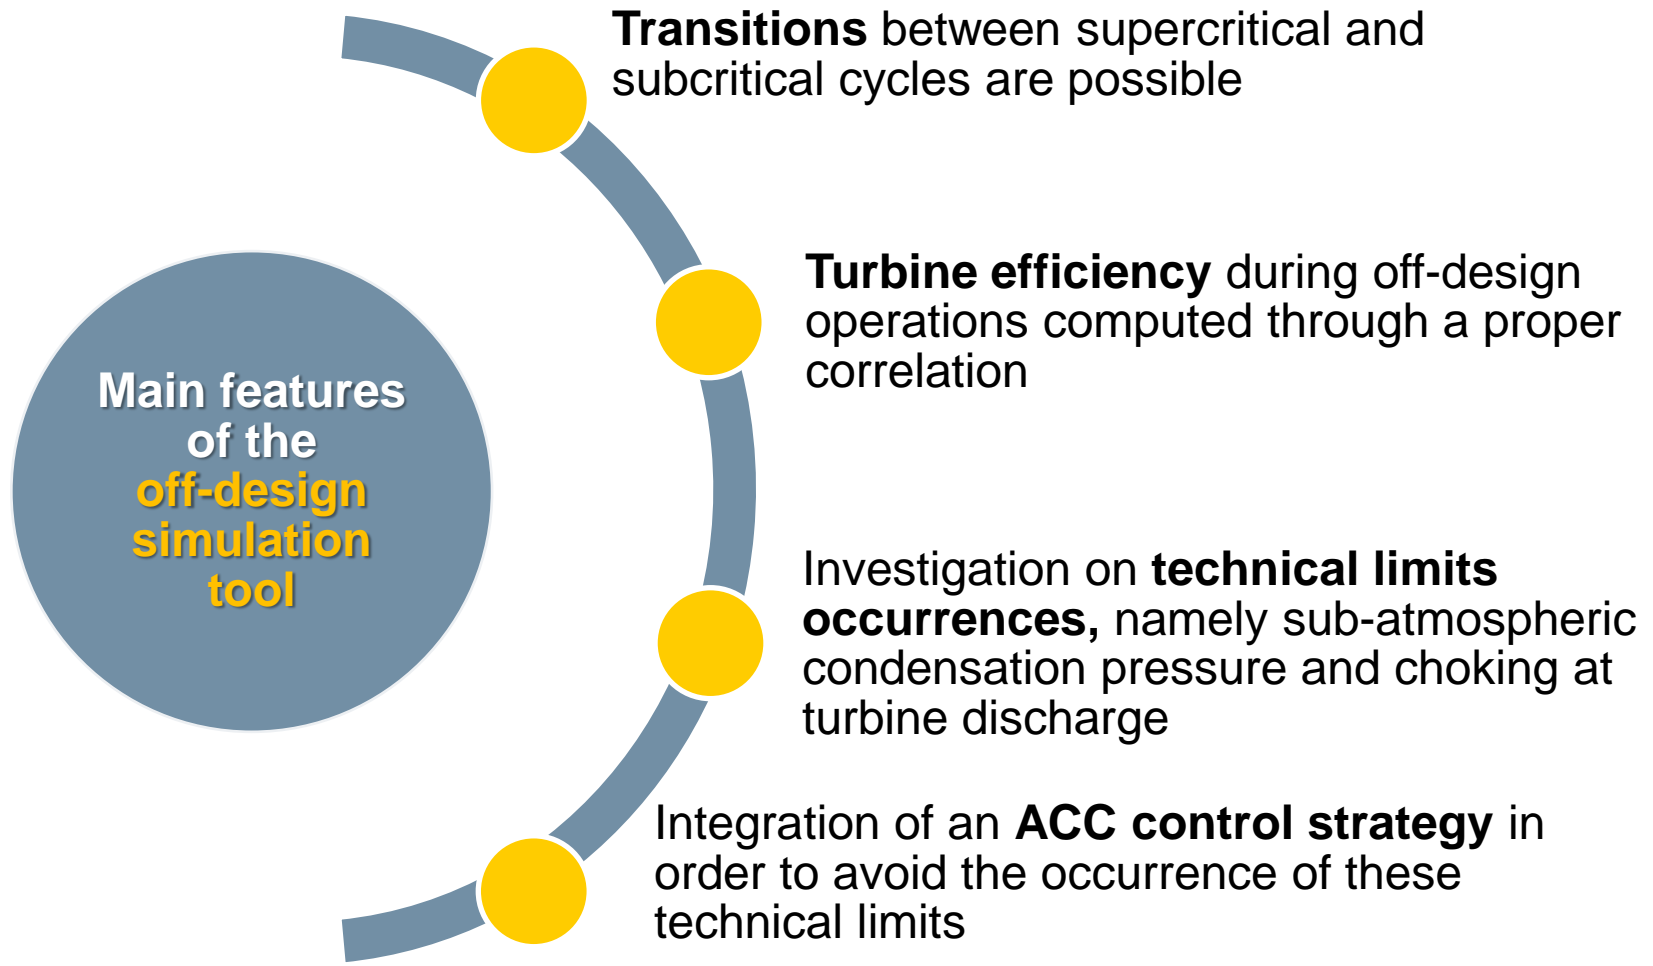 Transitions between supercritical and
subcritical cycles are possible
Turbine efficiency during off-design
operations computed through a proper
correlation
Main features
of the
off-design
simulation
tool
Investigation on technical limits
occurrences, namely sub-atmospheric
condensation pressure and choking at
turbine discharge
Integration of an ACC control strategy in
order to avoid the occurrence of these
technical limits